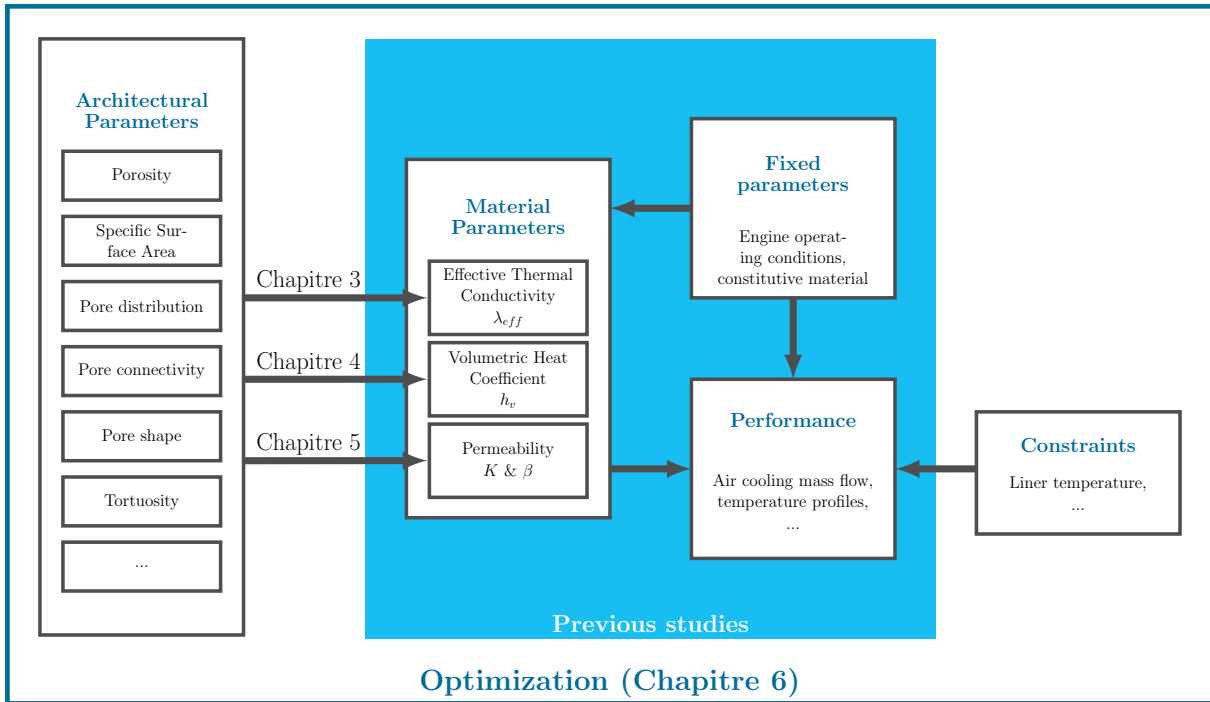 Architectural
Parameters
Porosity
Specific Sur-
face Area
Pore distribution
Pore connectivity
Pore shape
Tortuosity
...
Chapitre 3
Chapitre 4
Chapitre 5
Material
Parameters
Effective Thermal
Conductivity
λeff
Volumetric Heat
Coefficient
hv
Permeability
K & β
Fixed
parameters
Engine operat-
ing conditions,
constitutive material
Performance
Air cooling mass flow,
temperature profiles,
...
Constraints
Liner temperature,
...
Previous studies
Optimization (Chapitre 6)